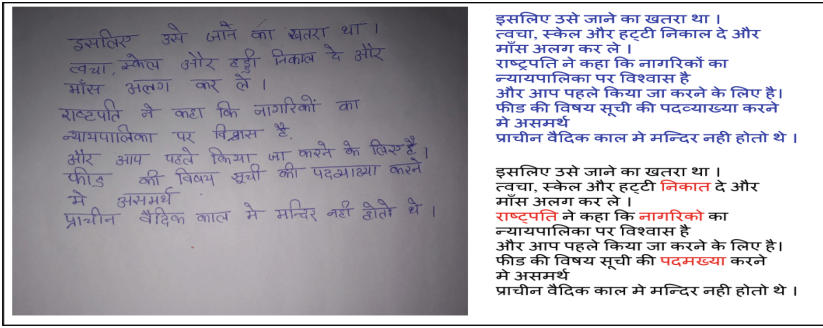 इसलिए उसे जाने का खतरा था ।
त्वचा, स्केल और हड्डी निकाल दे और
माँस अलग कर ले ।
राष्टपति ने कहा कि नागरिकों का
न्यायपालिका पर विश्वास है.
और आप पहले किया जा करने के लिए है ।
फीड की विषय सूची की पदव्याख्या करने
मे असमर्थ
प्राचीन वैदिक काल मे मन्दिर नही होतो थे ।
इसलिए उसे जाने का खतरा था ।
त्वचा, स्केल और हट्टी निकाल दे और
माँस अलग कर ले ।
राष्ट्रपति ने कहा कि नागरिकों का
न्यायपालिका पर विश्वास है
और आप पहले किया जा करने के लिए है।
फीड की विषय सूची की पदव्याख्या करने
मे असमर्थ
प्राचीन वैदिक काल मे मन्दिर नही होतो थे ।
इसलिए उसे जाने का खतरा था ।
त्वचा, स्केल और हट्टी निकात दे और
माँस अलग कर ले ।
राष्ट्पति ने कहा कि नागरिको का
न्यायपालिका पर विश्वास है
और आप पहले किया जा करने के लिए है।
फीड की विषय सूची की पदमख्या करने
मे असमर्थ
प्राचीन वैदिक काल मे मन्दिर नही होतो थे ।